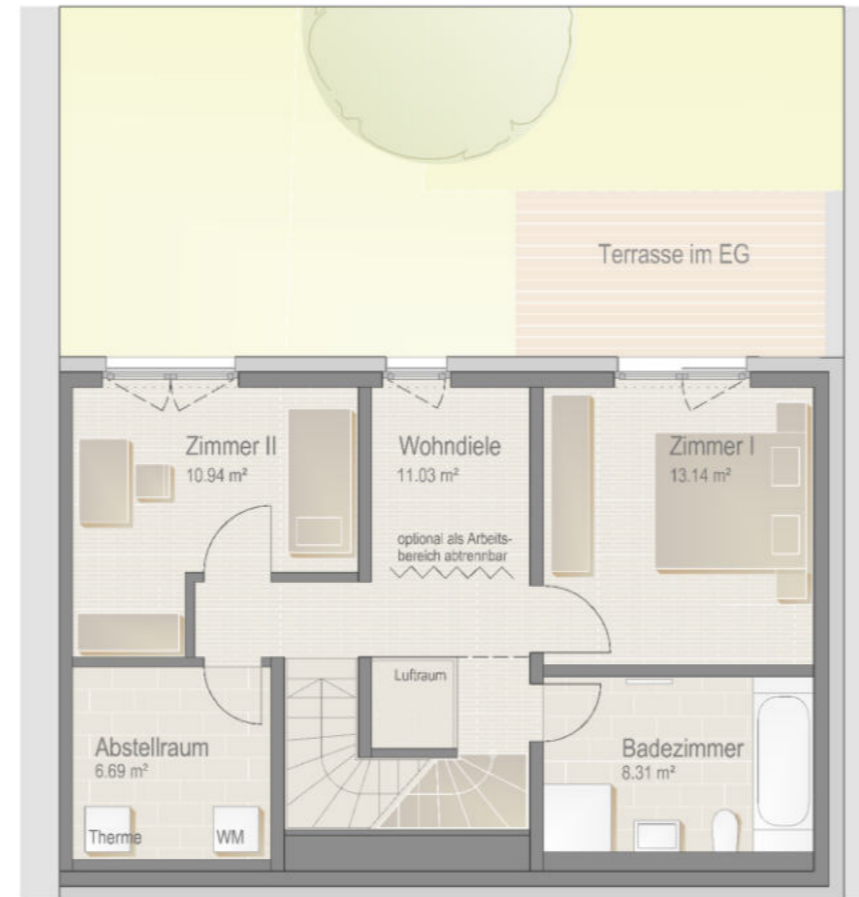 Terrasse im EG
Zimmer II
10.94 m²
Wohndiele
11.03 m²
Zimmer I
13.14 m²
optional als Arbeits-
bereich abtrennbar
Luftraum
Abstellraum
6.69 m²
Badezimmer
8.31 m²
Therme
WM